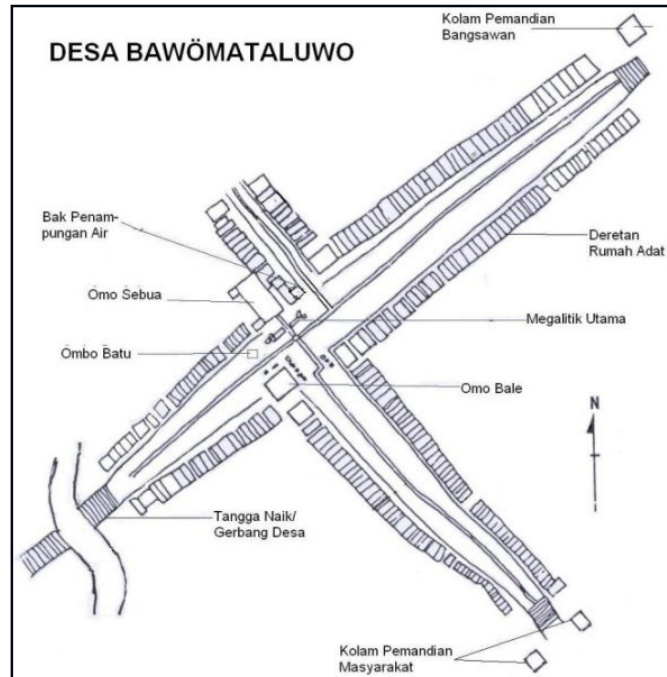 DESA BAWÖMATALUWO
Kolam Pemandian
Bangsawan
Bak Penam-
pungan Air
Deretan
Rumah Adat
Omo Sebua
Megalitik Utama
Ombo Batu
Omo Bale
N
Tangga Naik/
Gerbang Desa
Kolam Pemandian
Masyarakat